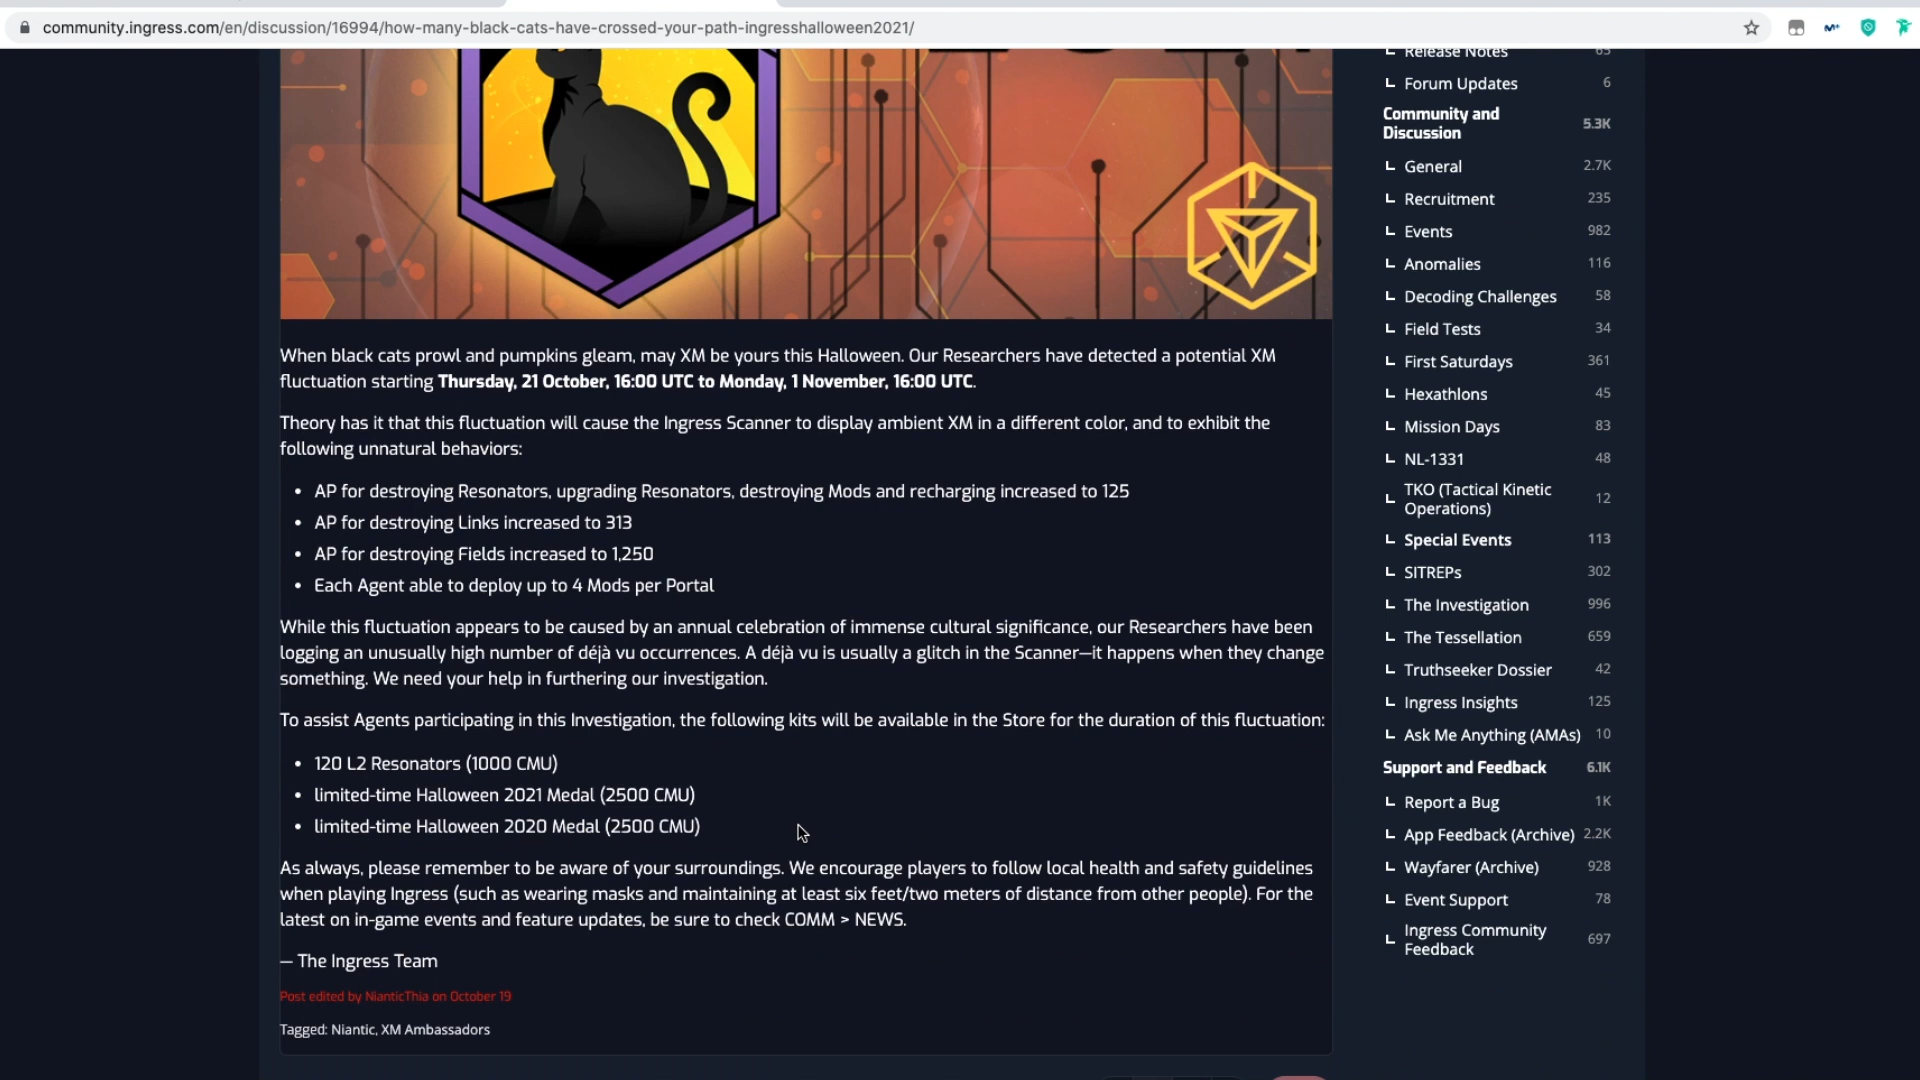 community.ingress.com/en/discussion/16994/how-many-black-cats-have-crossed-your-path-ingresshalloween2021/
When black cats prowl and pumpkins gleam, may XM be yours this Halloween. Our Researchers have detected a potential XM
fluctuation starting Thursday, 21 October, 16:00 UTC to Monday, 1 November, 16:00 UTC.
Theory has it that this fluctuation will cause the Ingress Scanner to display ambient XM in a different color, and to exhibit the
following unnatural behaviors:
• AP for destroying Resonators, upgrading Resonators, destroying Mods and recharging increased to 125
• AP for destroying Links increased to 313
• AP for destroying Fields increased to 1,250
• Each Agent able to deploy up to 4 Mods per Portal
While this fluctuation appears to be caused by an annual celebration of immense cultural significance, our Researchers have been
logging an unusually high number of déjà vu occurrences. A déjà vu is usually a glitch in the Scanner—it happens when they change
something. We need your help in furthering our investigation.
To assist Agents participating in this Investigation, the following kits will be available in the Store for the duration of this fluctuation:
• 120 L2 Resonators (1000 CMU)
• limited-time Halloween 2021 Medal (2500 CMU)
• limited-time Halloween 2020 Medal (2500 CMU)
As always, please remember to be aware of your surroundings. We encourage players to follow local health and safety guidelines
when playing Ingress (such as wearing masks and maintaining at least six feet/two meters of distance from other people). For the
latest on in-game events and feature updates, be sure to check COMM > NEWS.
— The Ingress Team
Post edited by NianticThia on October 19
Tagged: Niantic, XM Ambassadors
Release Notes 65
Forum Updates 6
Community and
Discussion 5.3K
General 2.7K
Recruitment 235
Events 982
Anomalies 116
Decoding Challenges 58
Field Tests 34
First Saturdays 361
Hexathlons 45
Mission Days 83
NL-1331 48
TKO (Tactical Kinetic
Operations) 12
Special Events 113
SITREPs 302
The Investigation 996
The Tessellation 659
Truthseeker Dossier 42
Ingress Insights 125
Ask Me Anything (AMAs) 10
Support and Feedback 6.1K
Report a Bug 1K
App Feedback (Archive) 2.2K
Wayfarer (Archive) 928
Event Support 78
Ingress Community
Feedback 697